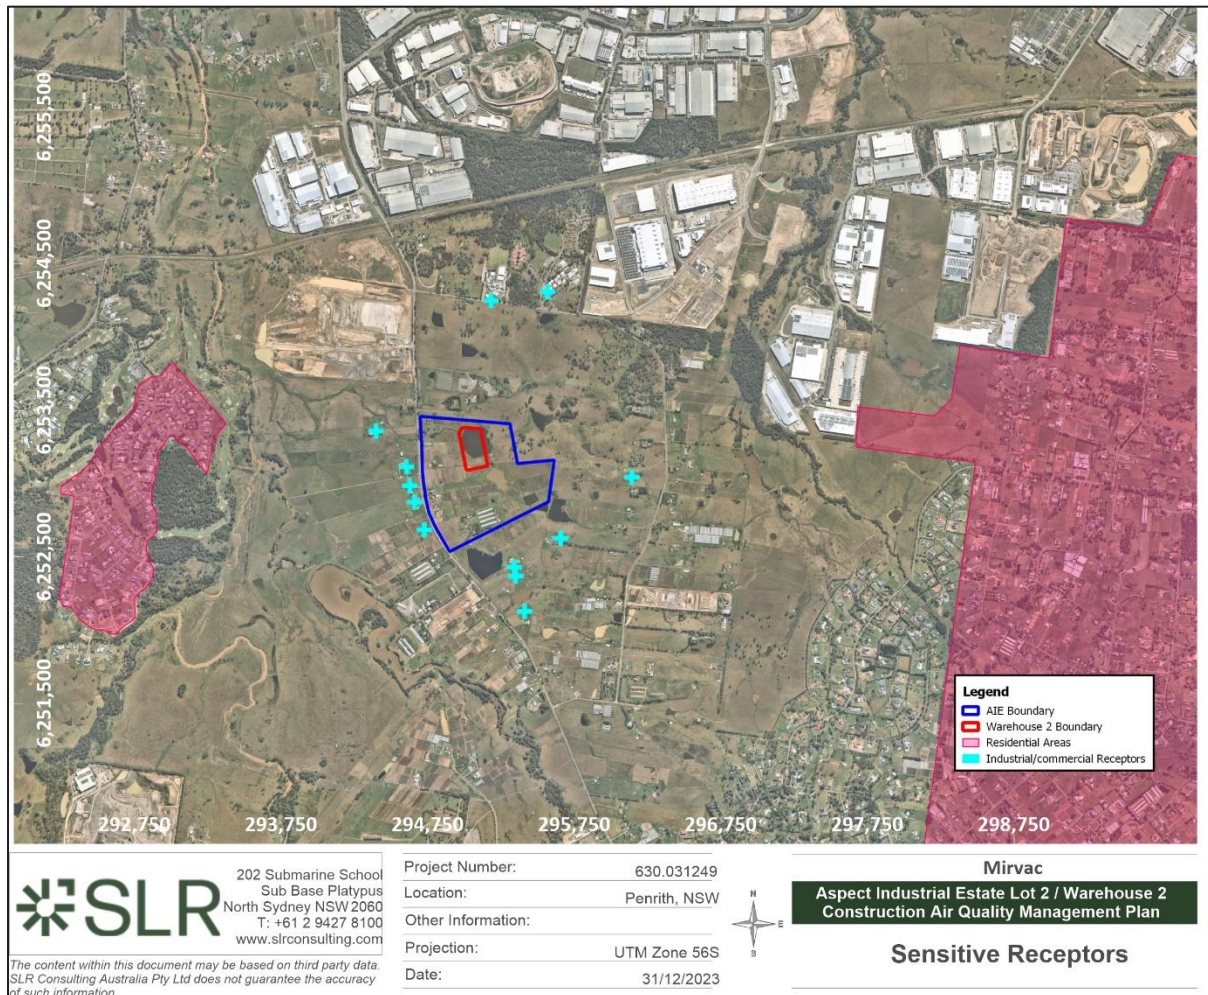 6,255,500
6,254,500
6,253,500
6,252,500
6,251,500
292,750
293,750
294,750
295,750
296,750
297,750
298,750
Legend
AIE Boundary
Warehouse 2 Boundary
Residential Areas
Industrial/commercial Receptors
SLR
202 Submarine School
Sub Base Platypus
North Sydney NSW 2060
T: +61 2 9427 8100
www.slrconsulting.com
The content within this document may be based on third party data.
SLR Consulting Australia Pty Ltd does not guarantee the accuracy
of such information.
Project Number: 630.031249
Location: Penrith, NSW
Other Information:
Projection: UTM Zone 56S
Date: 31/12/2023
N
E
S
Mirvac
Aspect Industrial Estate Lot 2 / Warehouse 2
Construction Air Quality Management Plan
Sensitive Receptors